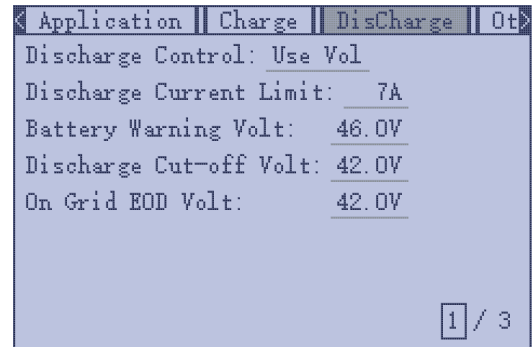 Application Charge DisCharge Ot
Discharge Control: Use Vol
Discharge Current Limit: 7A
Battery Warning Volt: 46.0V
Discharge Cut-off Volt: 42.0V
On Grid EOD Volt: 42.0V
1 / 3